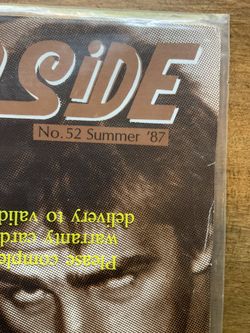 SiDE
No. 52 Summer '87
Please comple
warranty card
delivery to valid